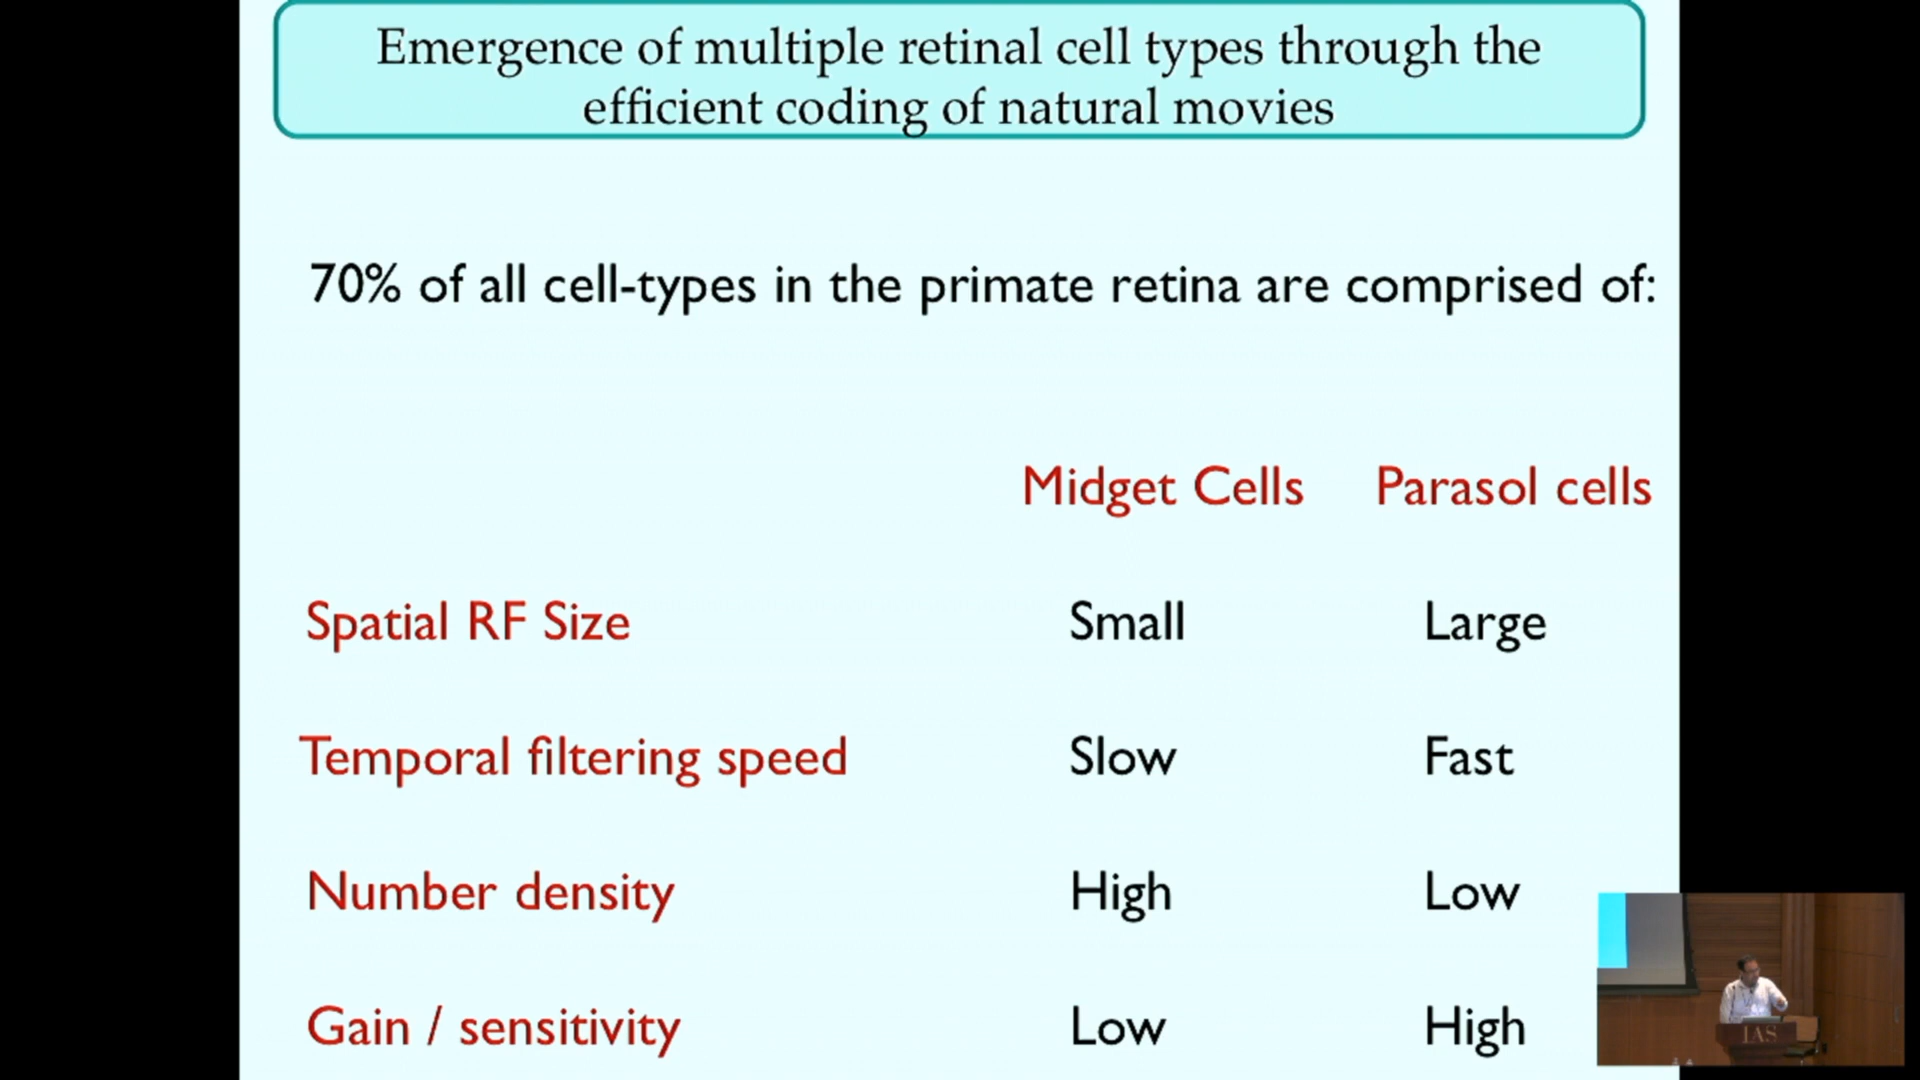 Emergence of multiple retinal cell types through the
efficient coding of natural movies
70% of all cell-types in the primate retina are comprised of:
Midget Cells Parasol cells
Spatial RF Size Small Large
Temporal filtering speed Slow Fast
Number density High Low
Gain / sensitivity Low High
IAS